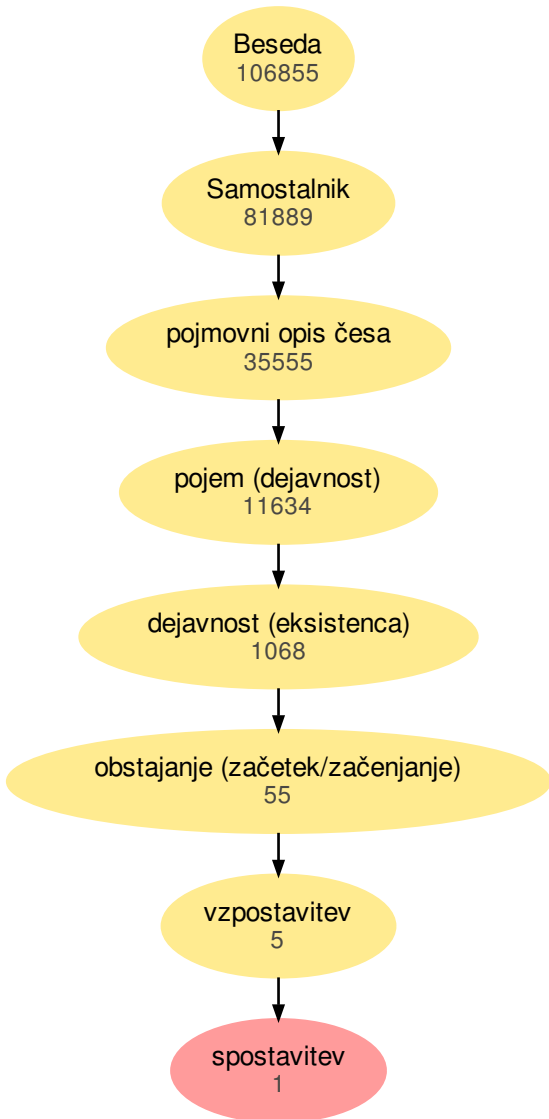 Beseda
106855
Samostalnik
81889
pojmovni opis česa
35555
pojem (dejavnost)
11634
dejavnost (eksistenca)
1068
obstajanje (začetek/začenjanje)
55
vzpostavitev
5
spostavitev
1